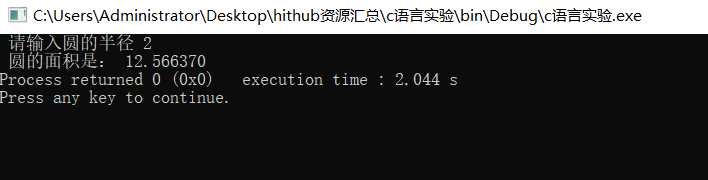 C:\Users\Administrator\Desktop\hithub资源汇总\c语言实验\bin\Debug\c语言实验.exe
请输入圆的半径 2
圆的面积是： 12.566370
Process returned 0 (0x0)   execution time : 2.044 s
Press any key to continue.